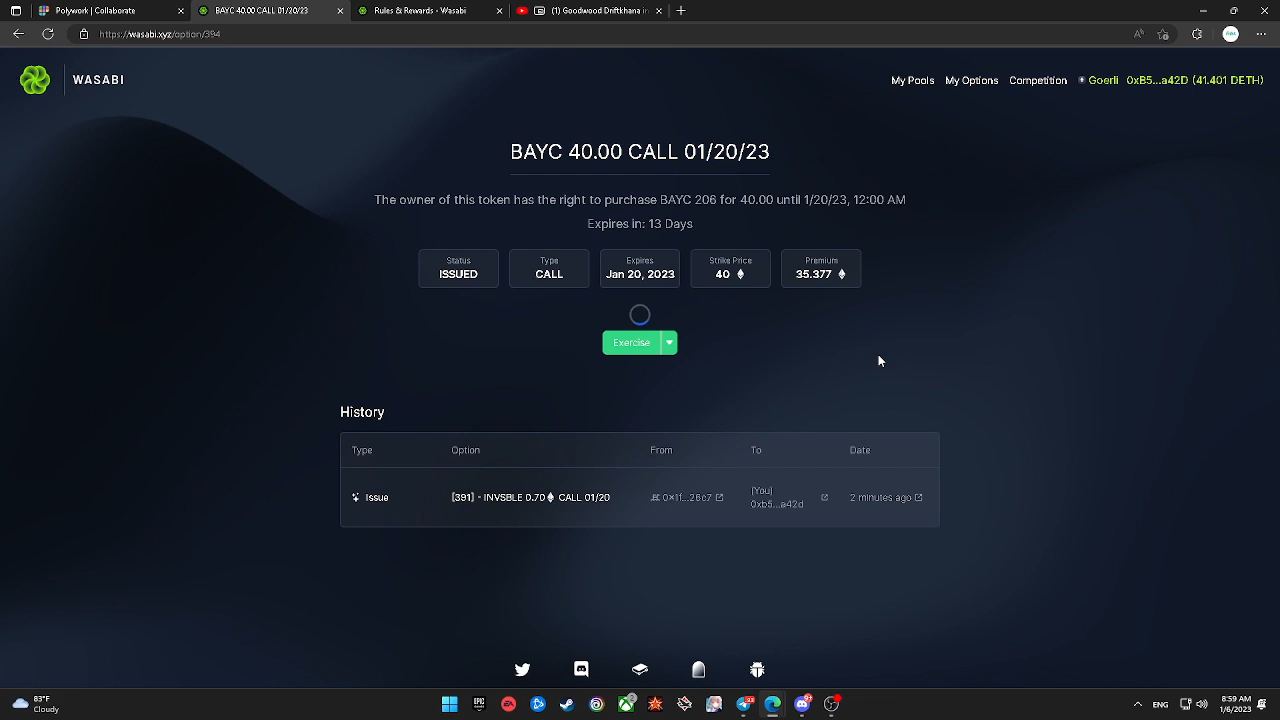 Polywork | Collaborate
BAYC 40.00 CALL 01/20/23
Rules & Rewards - Wasabi
(1) Goodwood Driftkhana in
https://wasabi.xyz/option/394
WASABI
My Pools
My Options
Competition
Goerli
0xB5...a42D (41.401 DETH)
BAYC 40.00 CALL 01/20/23
The owner of this token has the right to purchase BAYC 206 for 40.00 until 1/20/23, 12:00 AM
Expires in: 13 Days
Status
ISSUED
Type
CALL
Expires
Jan 20, 2023
Strike Price
40
Premium
35.377
Exercise
History
Type
Option
From
To
Date
Issue
[391] - INVSBLE 0.70 CALL 01/20
0x1f...26c7
[You]
0xb5...a42d
2 minutes ago
83°F
Cloudy
ENG
8:59 AM
1/6/2023